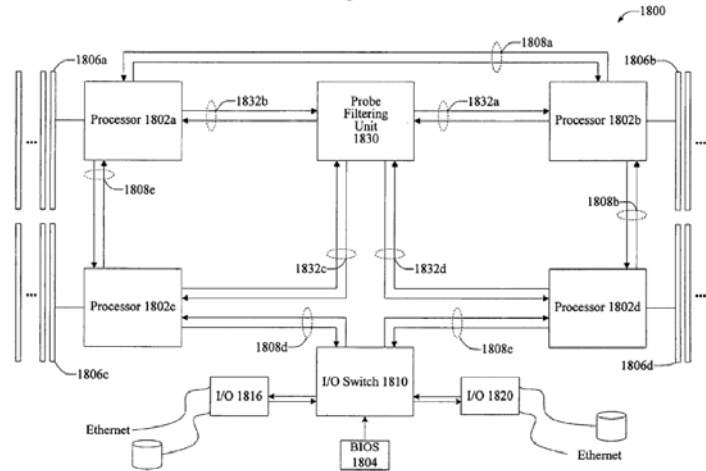 1800
1808a
1806a
1806b
Processor 1802a
1832b
Probe
Filtering
Unit
1830
1832a
Processor 1802b
...
...
1808e
1808b
1832c
1832d
...
Processor 1802c
Processor 1802d
...
1808d
1808c
1806c
1806d
I/O Switch 1810
I/O 1816
I/O 1820
Ethernet
BIOS
1804
Ethernet